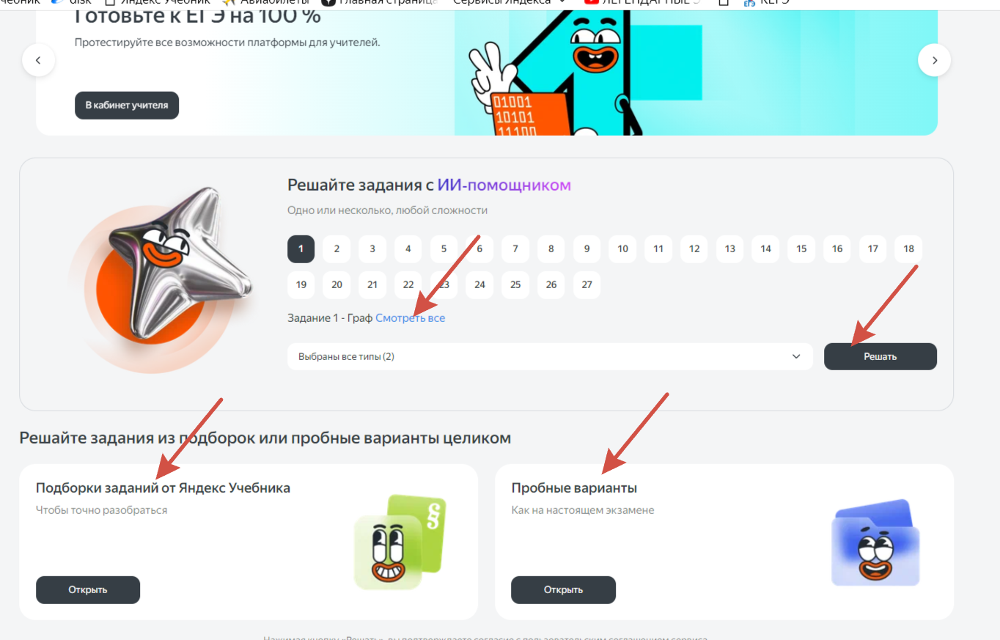 disk
Яндекс Учебник
Авиабилеты
Главная страница
Сервисы Яндекса
ЛЕГЕНДАРНЫЕ
КЕГЭ
Готовьте к ЕГЭ на 100 %
Протестируйте все возможности платформы для учителей.
В кабинет учителя
01001
10101
11100
Решайте задания с ИИ-помощником
Одно или несколько, любой сложности
1 2 3 4 5 6 7 8 9 10 11 12 13 14 15 16 17 18
19 20 21 22 23 24 25 26 27
Задание 1 - Граф Смотреть все
Выбраны все типы (2)
Решать
Решайте задания из подборок или пробные варианты целиком
Подборки заданий от Яндекс Учебника
Чтобы точно разобраться
§
Открыть
Пробные варианты
Как на настоящем экзамене
Открыть
Нажимая кнопку «Решать», вы подтверждаете согласие с пользовательским соглашением сервиса